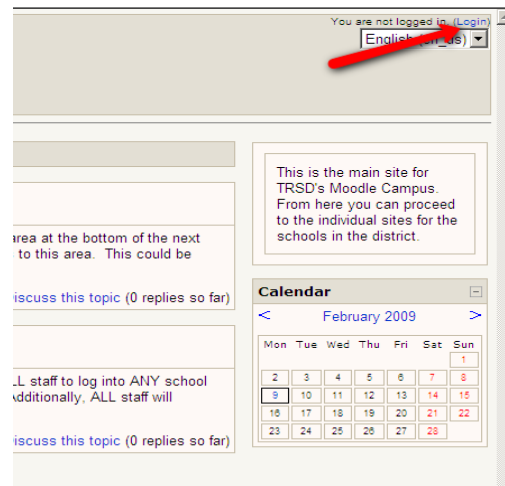 You are not logged in. (Login)
English (en_us)
This is the main site for
TRSD's Moodle Campus.
From here you can proceed
to the individual sites for the
schools in the district.
area at the bottom of the next
to this area. This could be
iscuss this topic (0 replies so far)
LL staff to log into ANY school
dditionally, ALL staff will
iscuss this topic (0 replies so far)
Calendar
< February 2009 >
Mon Tue Wed Thu Fri Sat Sun
1
2 3 4 5 6 7 8
9 10 11 12 13 14 15
16 17 18 19 20 21 22
23 24 25 26 27 28